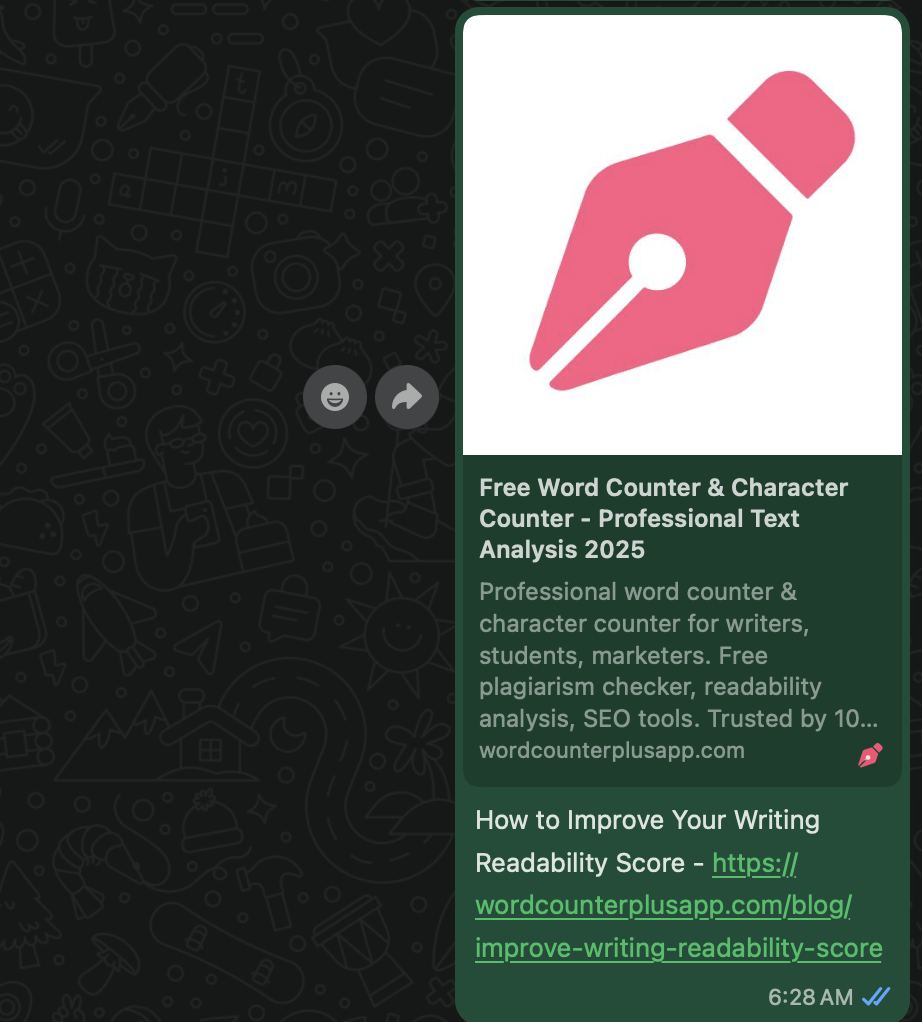 Free Word Counter & Character
Counter - Professional Text
Analysis 2025
Professional word counter &
character counter for writers,
students, marketers. Free
plagiarism checker, readability
analysis, SEO tools. Trusted by 10...
wordcounterplusapp.com
How to Improve Your Writing
Readability Score - https://
wordcounterplusapp.com/blog/
improve-writing-readability-score
6:28 AM